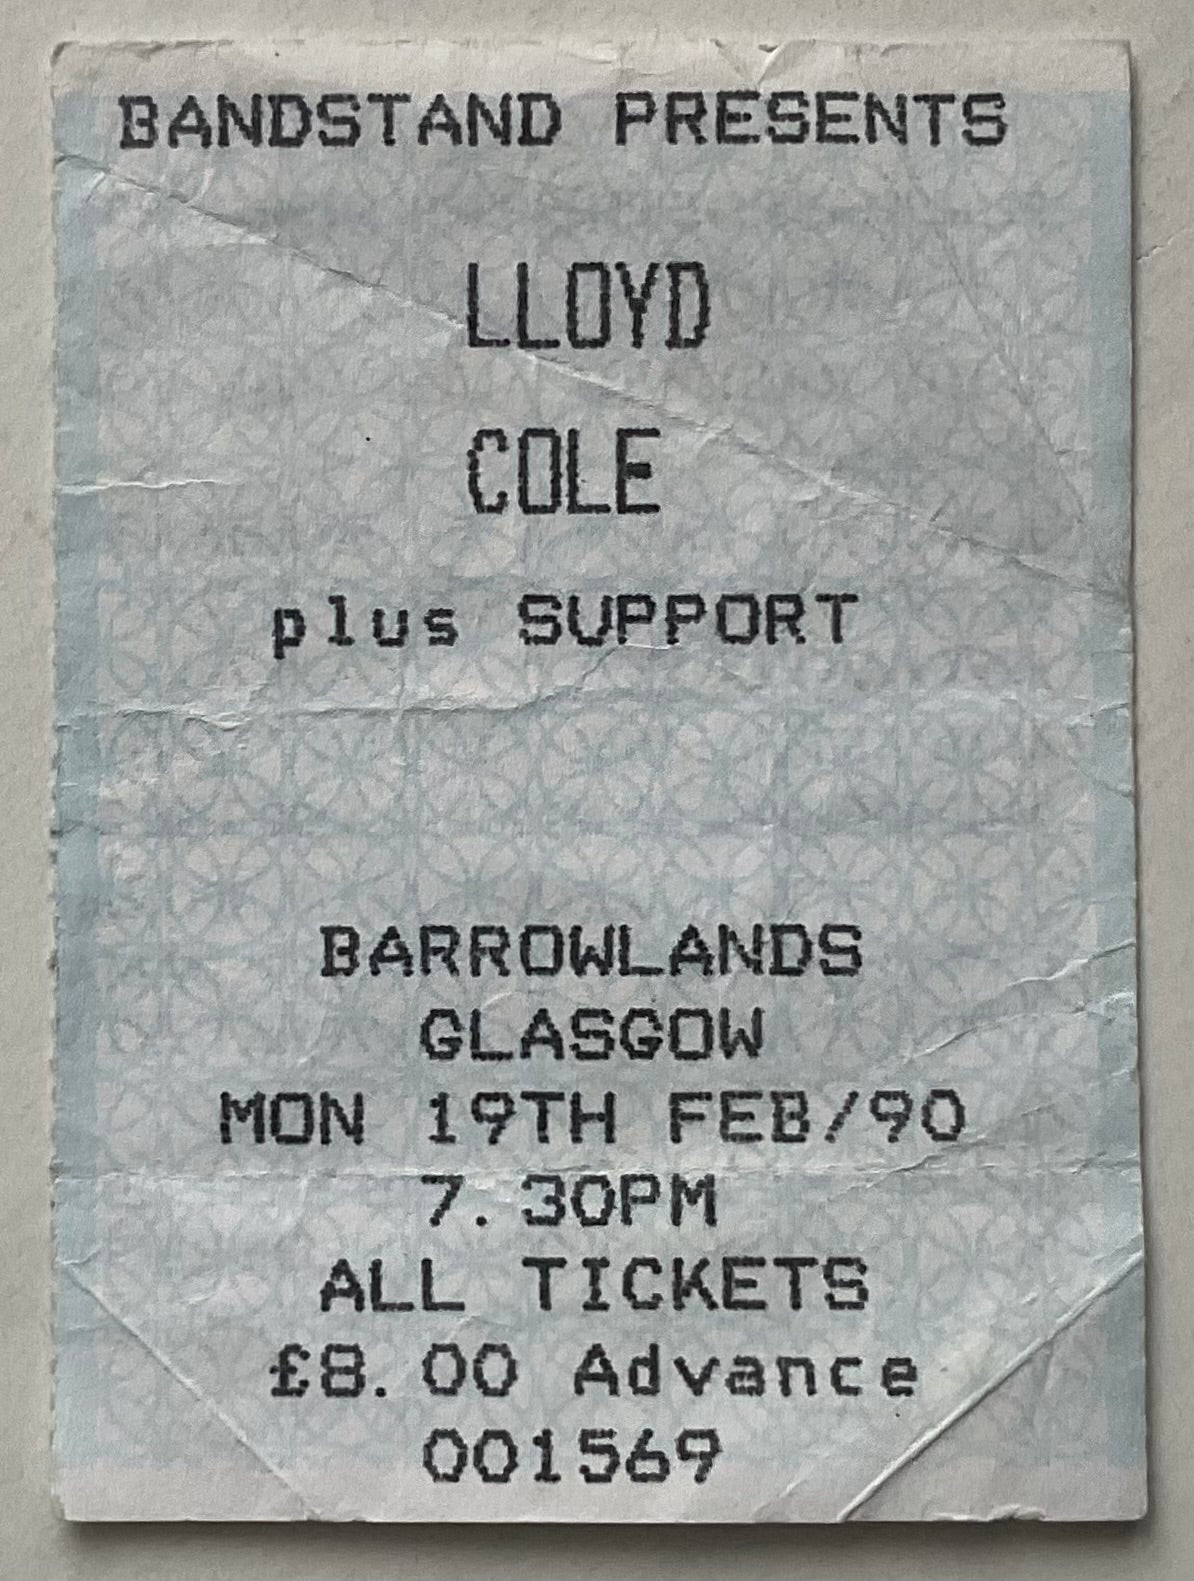 BANDSTAND PRESENTS
LLOYD
COLE
plus SUPPORT
BARROWLANDS
GLASGOW
MON 19TH FEB/90
7.30PM
ALL TICKETS
£8.00 Advance
001569